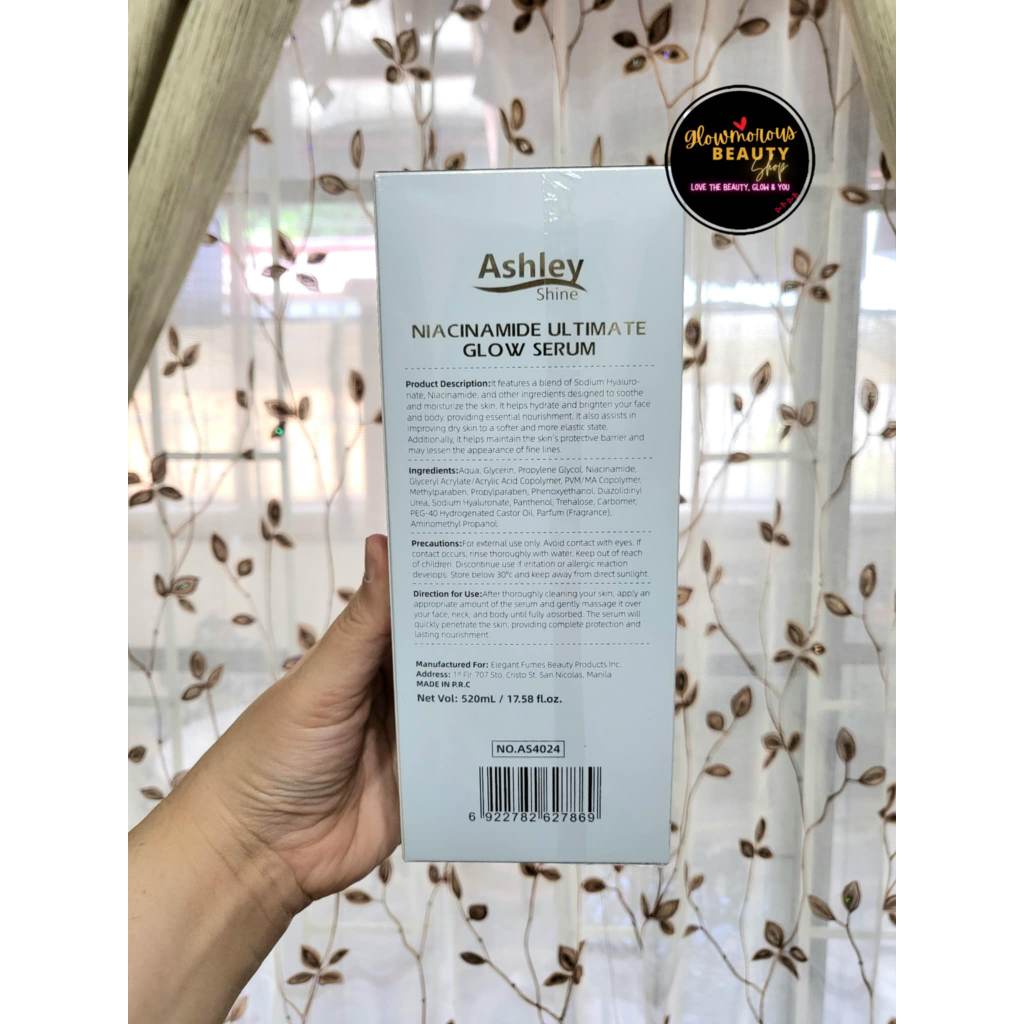 glowmorous
BEAUTY
Shop
LOVE THE BEAUTY, GLOW & YOU
Ashley
Shine
NIACINAMIDE ULTIMATE
GLOW SERUM
Product Description:It features a blend of Sodium Hyaluro-
nate, Niacinamide, and other ingredients designed to soothe
and moisturize the skin. It helps hydrate and brighten your face
and body, providing essential nourishment. It also assists in
improving dry skin to a softer and more elastic state.
Additionally, it helps maintain the skin's protective barrier and
may lessen the appearance of fine lines.
Ingredients:Aqua, Glycerin, Propylene Glycol, Niacinamide,
Glyceryl Acrylate/Acrylic Acid Copolymer, PVM/MA Copolymer,
Methylparaben, Propylparaben, Phenoxyethanol, Diazolidinyl
Urea, Sodium Hyaluronate, Panthenol, Trehalose, Carbomer,
PEG-40 Hydrogenated Castor Oil, Parfum (Fragrance),
Aminomethyl Propanol.
Precautions:For external use only. Avoid contact with eyes. If
contact occurs, rinse thoroughly with water. Keep out of reach
of children. Discontinue use if irritation or allergic reaction
develops. Store below 30°c and keep away from direct sunlight.
Direction for Use:After thoroughly cleaning your skin, apply an
appropriate amount of the serum and gently massage it over
your face, neck, and body until fully absorbed. The serum will
quickly penetrate the skin, providing complete protection and
lasting nourishment.
Manufactured For: Elegant Fumes Beauty Products Inc.
Address: 1st Flr. 707 Sto. Cristo St. San Nicolas, Manila
MADE IN P.R.C
Net Vol: 520mL / 17.58 fl.oz.
NO.AS4024
6 922782 627869